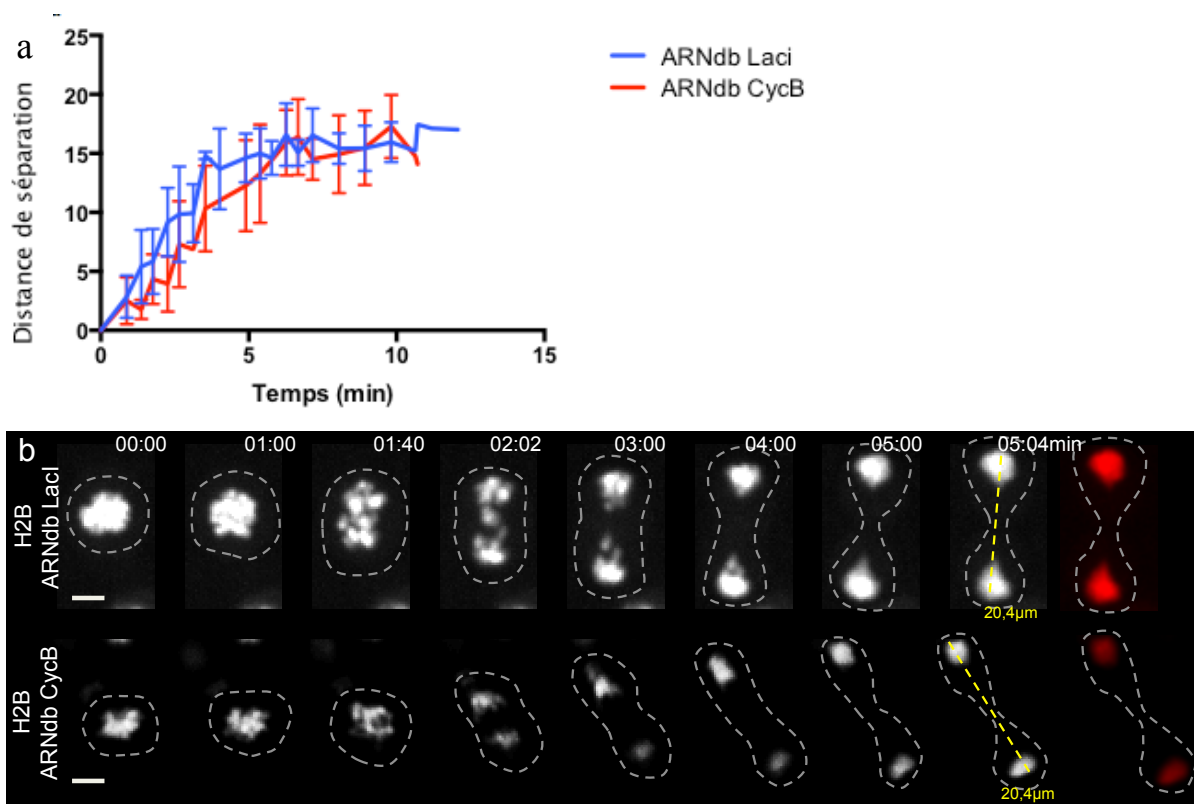 a
Distance de séparation
25
20
15
10
5
0
0 5 10 15
Temps (min)
ARNdb Laci
ARNdb CycB
b
00:00 01:00 01:40 02:02 03:00 04:00 05:00 05:04min
H2B
ARNdb LacI
20,4µm
H2B
ARNdb CycB
20,4µm